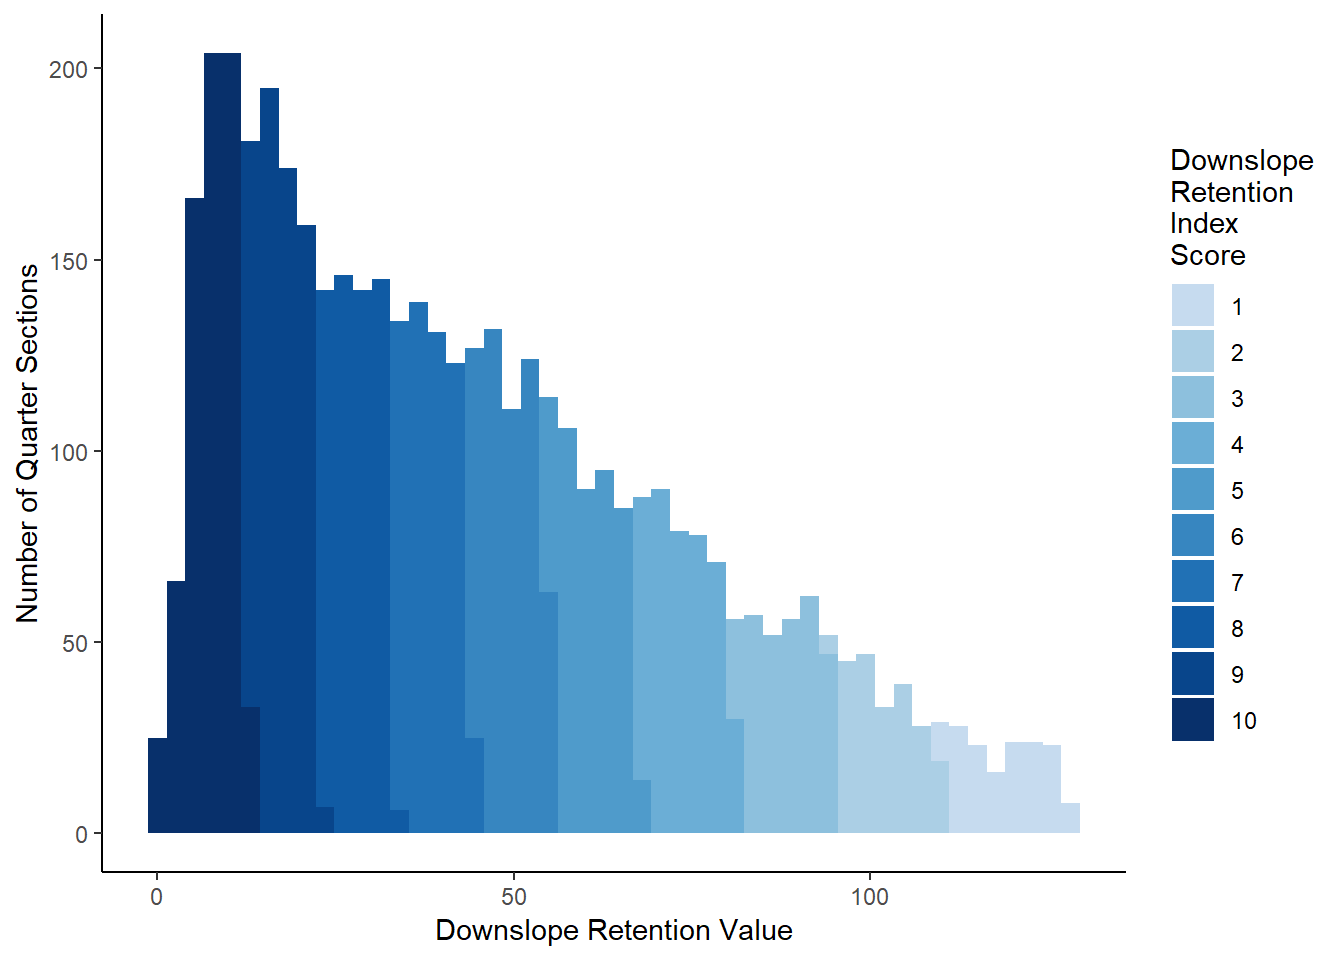 200
150
100
50
0
Number of Quarter Sections
0 50 100
Downslope Retention Value
Downslope
Retention
Index
Score
1
2
3
4
5
6
7
8
9
10